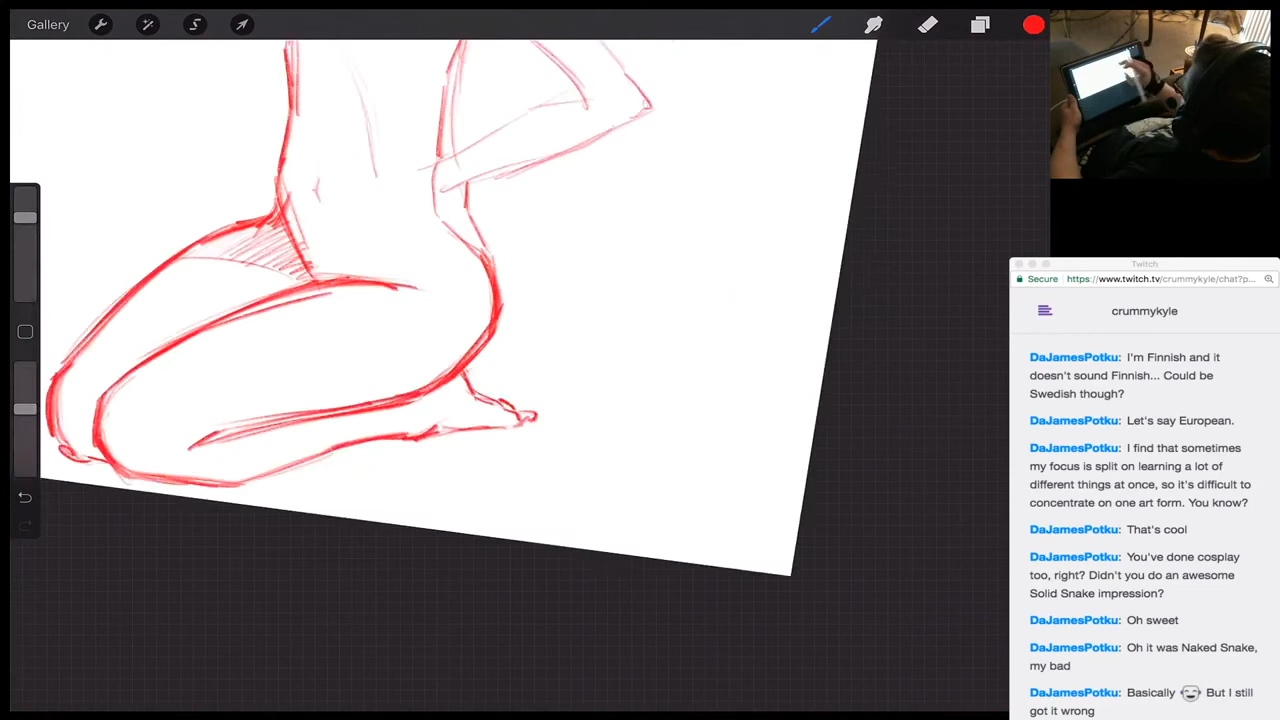 Gallery
Twitch
Secure https://www.twitch.tv/crummykyle/chat?p...
crummykyle
DaJamesPotku: I'm Finnish and it
doesn't sound Finnish... Could be
Swedish though?
DaJamesPotku: Let's say European.
DaJamesPotku: I find that sometimes
my focus is split on learning a lot of
different things at once, so it's difficult to
concentrate on one art form. You know?
DaJamesPotku: That's cool
DaJamesPotku: You've done cosplay
too, right? Didn't you do an awesome
Solid Snake impression?
DaJamesPotku: Oh sweet
DaJamesPotku: Oh it was Naked Snake,
my bad
DaJamesPotku: Basically But I still
got it wrong